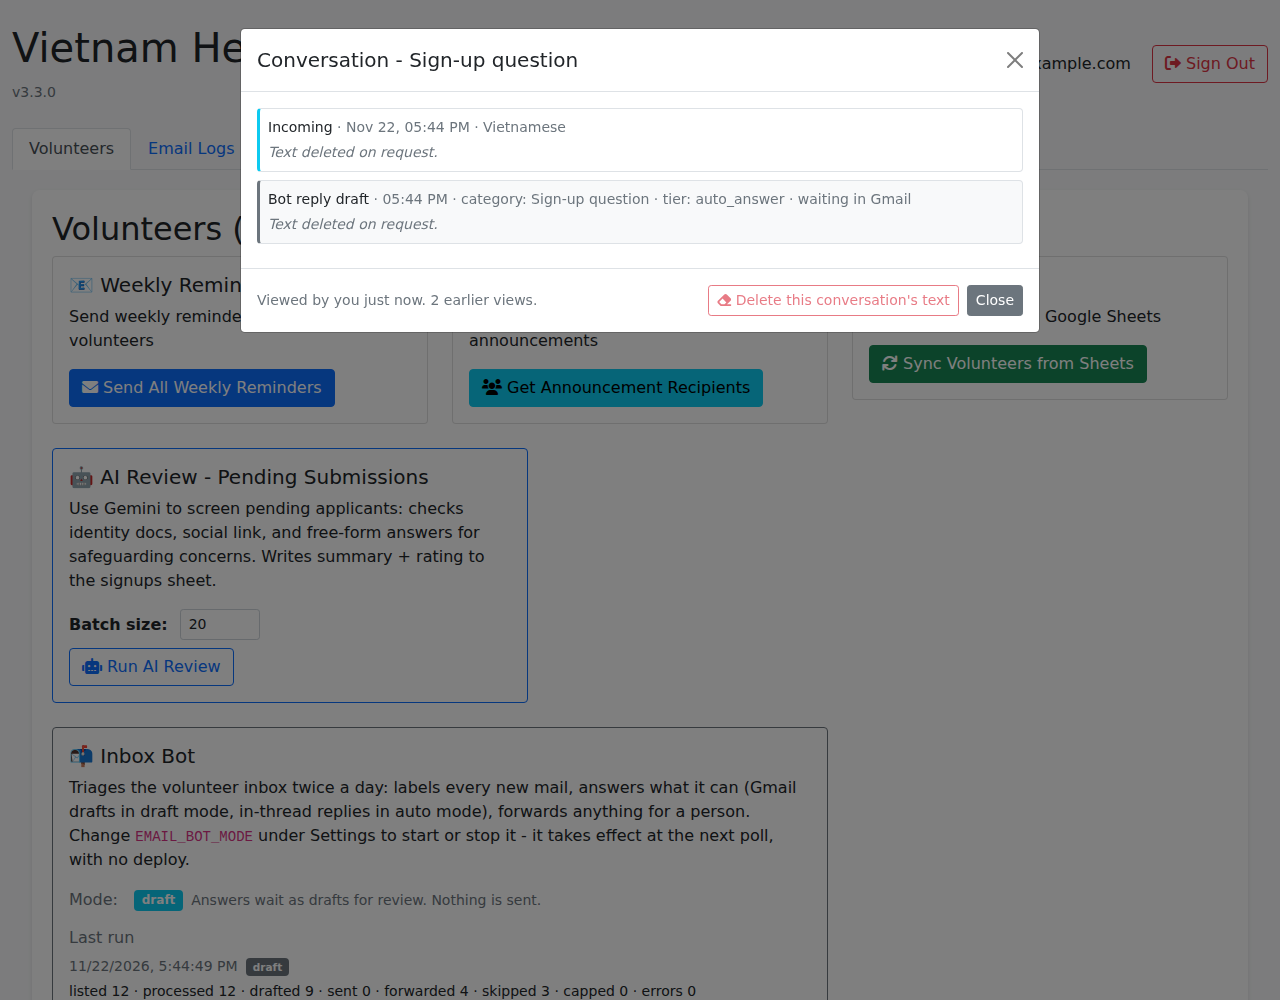 Vietnam He
v3.3.0
ample.com
Sign Out
Volunteers
Email Logs
Conversation - Sign-up question
Incoming · Nov 22, 05:44 PM · Vietnamese
Text deleted on request.
Bot reply draft · 05:44 PM · category: Sign-up question · tier: auto_answer · waiting in Gmail
Text deleted on request.
Viewed by you just now. 2 earlier views.
Delete this conversation's text
Close
Volunteers (
📧 Weekly Remin
Send weekly reminde
volunteers
Send All Weekly Reminders
announcements
Get Announcement Recipients
Google Sheets
Sync Volunteers from Sheets
🤖 AI Review - Pending Submissions
Use Gemini to screen pending applicants: checks
identity docs, social link, and free-form answers for
safeguarding concerns. Writes summary + rating to
the signups sheet.
Batch size: 20
Run AI Review
📬 Inbox Bot
Triages the volunteer inbox twice a day: labels every new mail, answers what it can (Gmail
drafts in draft mode, in-thread replies in auto mode), forwards anything for a person.
Change EMAIL_BOT_MODE under Settings to start or stop it - it takes effect at the next poll,
with no deploy.
Mode: draft Answers wait as drafts for review. Nothing is sent.
Last run
11/22/2026, 5:44:49 PM draft
listed 12 · processed 12 · drafted 9 · sent 0 · forwarded 4 · skipped 3 · capped 0 · errors 0